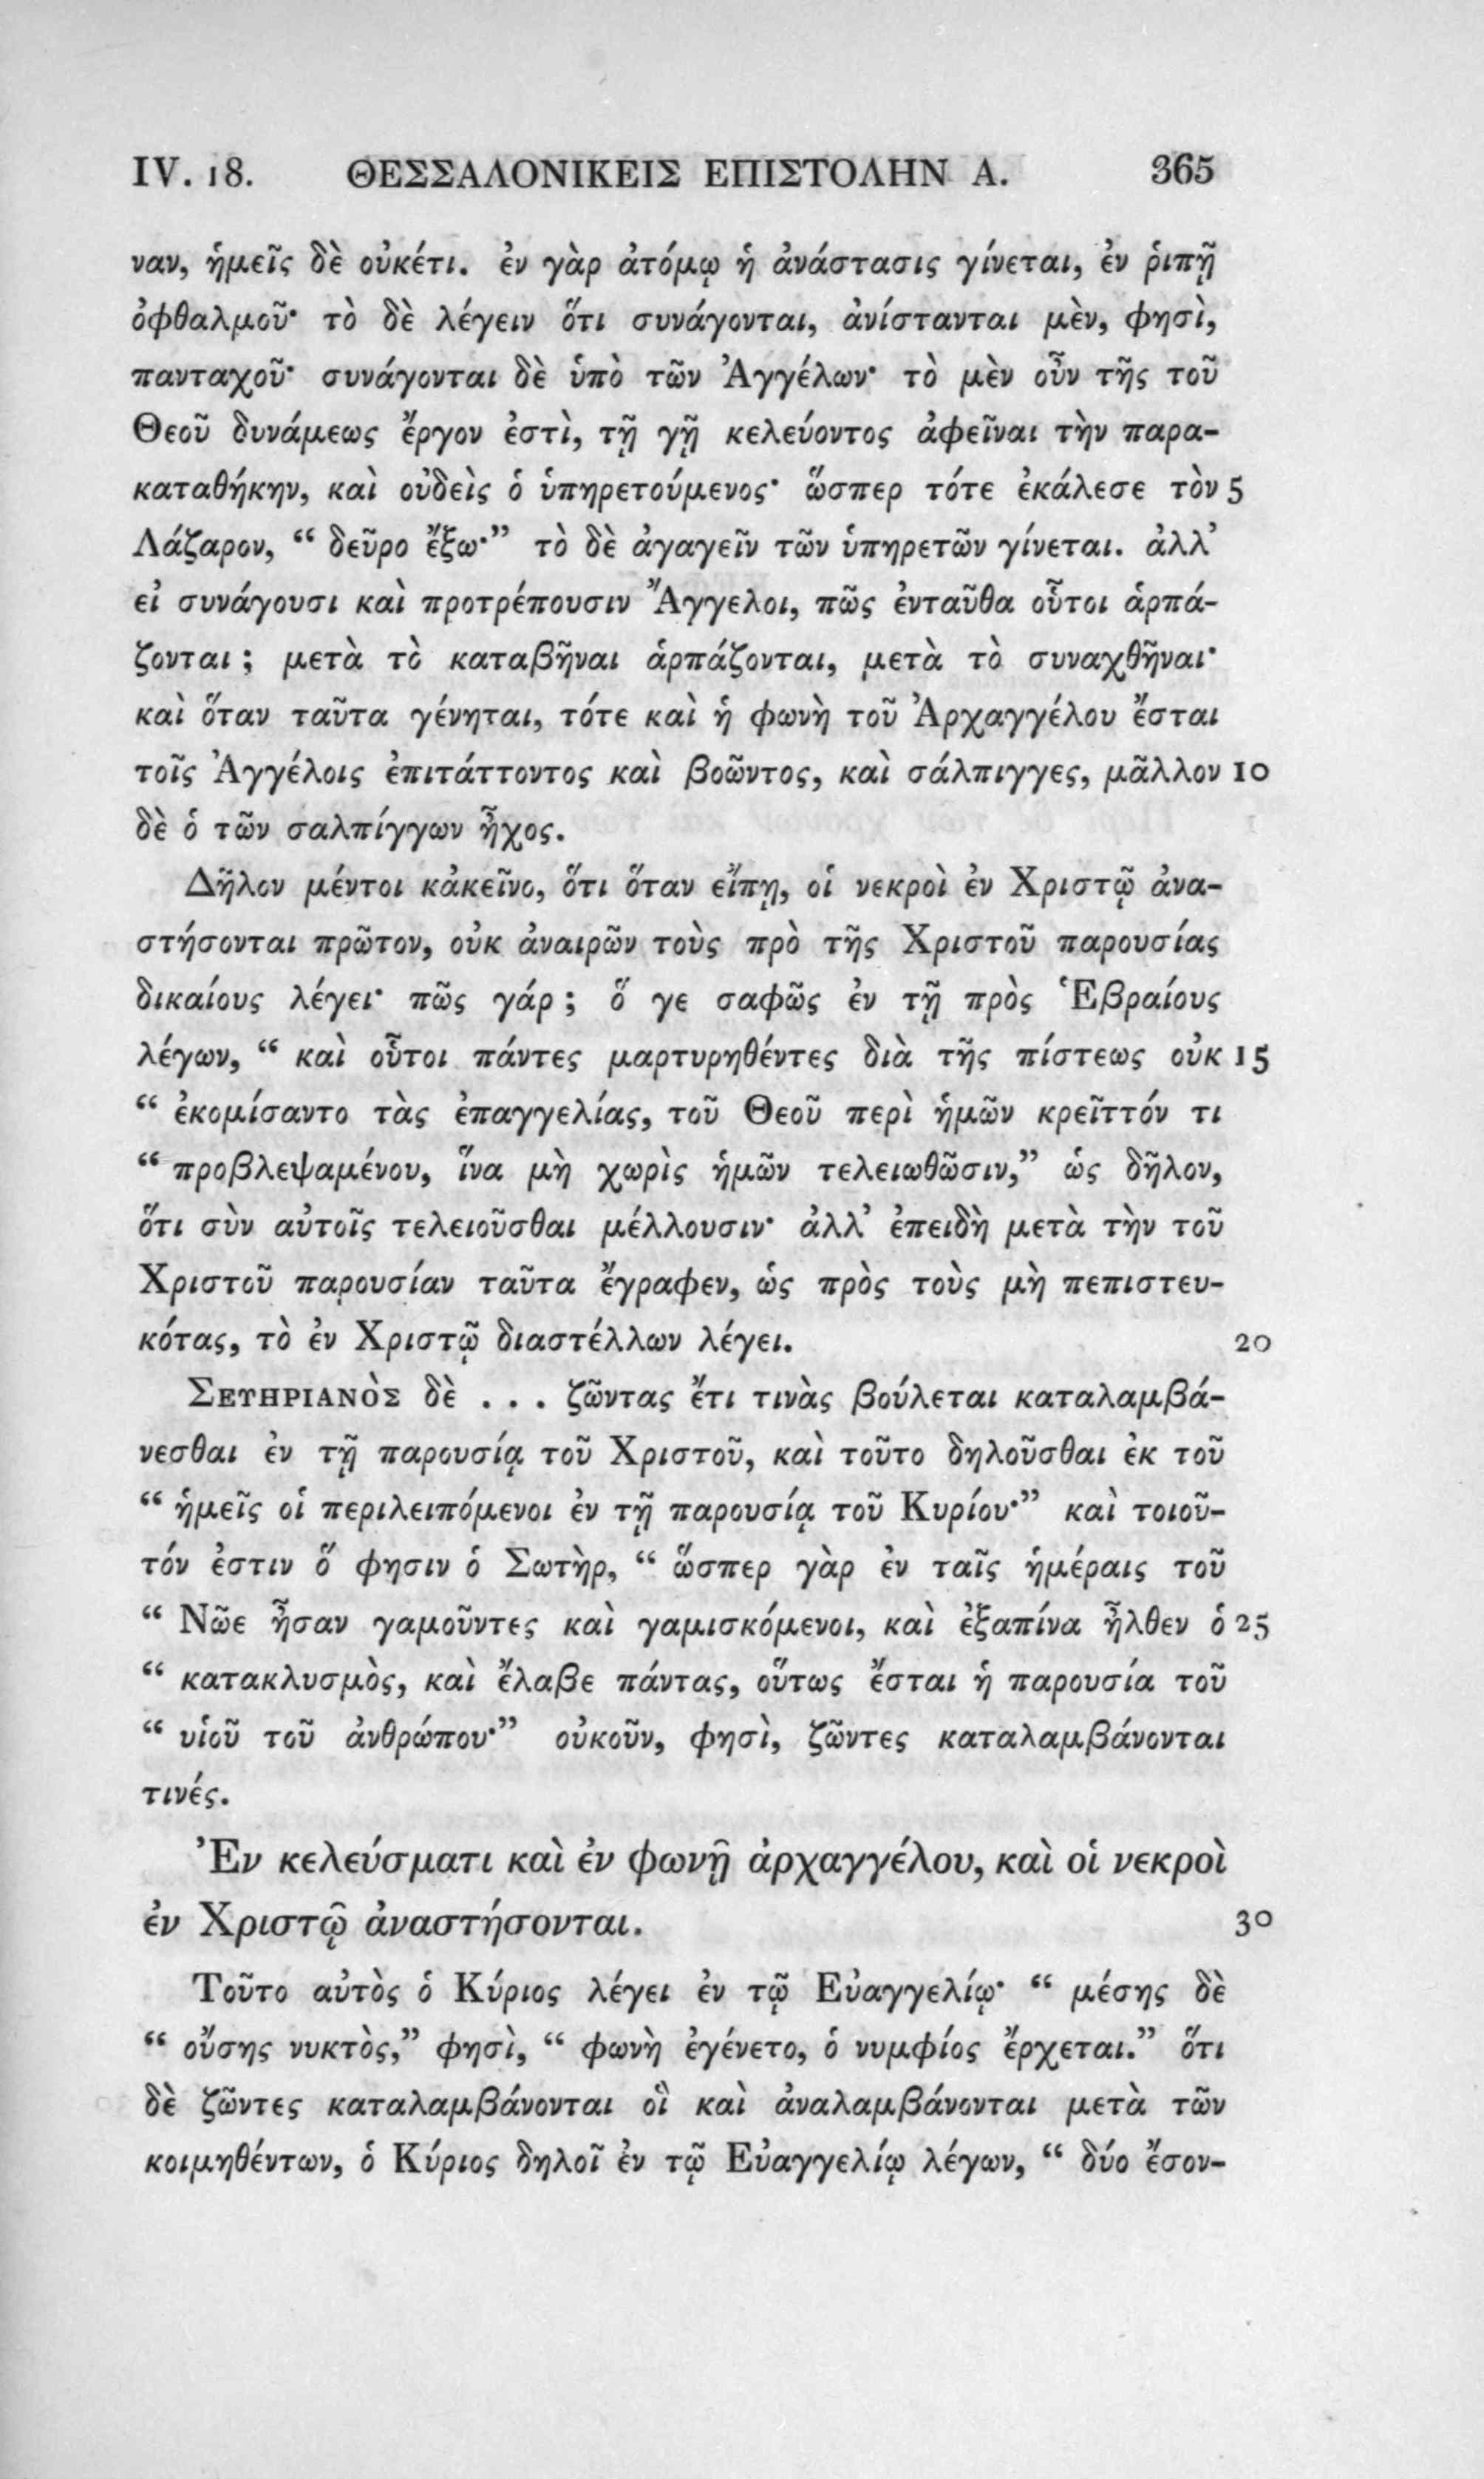 IV. 18. ΘΕΣΣΑΛΟΝΙΚΕΙΣ ΕΠΙΣΤΟΛΗΝ Α. 365
ναν, ἡμεῖς δὲ οὐκέτι. ἐν γὰρ ἀτόμῳ ἡ ἀνάστασις γίνεται, ἐν ῥιπῇ
ὀφθαλμοῦ· τὸ δὲ λέγειν ὅτι συνάγονται, ἀνίστανται μὲν, φησὶ,
πανταχοῦ· συνάγονται δὲ ὑπὸ τῶν Ἀγγέλων· τὸ μὲν οὖν τῆς τοῦ
Θεοῦ δυνάμεως ἔργον ἐστὶ, τῇ γῇ κελεύοντος ἀφεῖναι τὴν παρα-
καταθήκην, καὶ οὐδεὶς ὁ ὑπηρετούμενος· ὥσπερ τότε ἐκάλεσε τὸν 5
Λάζαρον, “ δεῦρο ἔξω·” τὸ δὲ ἀγαγεῖν τῶν ὑπηρετῶν γίνεται. ἀλλ’
εἰ συνάγουσι καὶ προτρέπουσιν Ἄγγελοι, πῶς ἐνταῦθα οὗτοι ἁρπά-
ζονται ; μετὰ τὸ καταβῆναι ἁρπάζονται, μετὰ τὸ συναχθῆναι·
καὶ ὅταν ταῦτα γένηται, τότε καὶ ἡ φωνὴ τοῦ Ἀρχαγγέλου ἔσται
τοῖς Ἀγγέλοις ἐπιτάττοντος καὶ βοῶντος, καὶ σάλπιγγες, μᾶλλον 10
δὲ ὁ τῶν σαλπίγγων ἦχος.
Δῆλον μέντοι κἀκεῖνο, ὅτι ὅταν εἴπῃ, οἱ νεκροὶ ἐν Χριστῷ ἀνα-
στήσονται πρῶτον, οὐκ ἀναιρῶν τοὺς πρὸ τῆς Χριστοῦ παρουσίας
δικαίους λέγει· πῶς γάρ ; ὅ γε σαφῶς ἐν τῇ πρὸς Ἑβραίους
λέγων, “ καὶ οὗτοι πάντες μαρτυρηθέντες διὰ τῆς πίστεως οὐκ 15
“ ἐκομίσαντο τὰς ἐπαγγελίας, τοῦ Θεοῦ περὶ ἡμῶν κρεῖττόν τι
“ προβλεψαμένου, ἵνα μὴ χωρὶς ἡμῶν τελειωθῶσιν,” ὡς δῆλον,
ὅτι σὺν αὐτοῖς τελειοῦσθαι μέλλουσιν· ἀλλ’ ἐπειδὴ μετὰ τὴν τοῦ
Χριστοῦ παρουσίαν ταῦτα ἔγραφεν, ὡς πρὸς τοὺς μὴ πεπιστευ-
κότας, τὸ ἐν Χριστῷ διαστέλλων λέγει. 20
ΣΕΥΗΡΙΑΝῸΣ δὲ . . . ζῶντας ἔτι τινὰς βούλεται καταλαμβά-
νεσθαι ἐν τῇ παρουσίᾳ τοῦ Χριστοῦ, καὶ τοῦτο δηλοῦσθαι ἐκ τοῦ
“ ἡμεῖς οἱ περιλειπόμενοι ἐν τῇ παρουσίᾳ τοῦ Κυρίου·” καὶ τοιοῦ-
τόν ἐστιν ὅ φησιν ὁ Σωτὴρ, “ ὥσπερ γὰρ ἐν ταῖς ἡμέραις τοῦ
“ Νῶε ἦσαν γαμοῦντες καὶ γαμισκόμενοι, καὶ ἐξαπίνα ἦλθεν ὁ 25
“ κατακλυσμὸς, καὶ ἔλαβε πάντας, οὕτως ἔσται ἡ παρουσία τοῦ
“ υἱοῦ τοῦ ἀνθρώπου·” οὐκοῦν, φησὶ, ζῶντες καταλαμβάνονται
τινές.
Ἐν κελεύσματι καὶ ἐν φωνῇ ἀρχαγγέλου, καὶ οἱ νεκροὶ
ἐν Χριστῷ ἀναστήσονται. 30
Τοῦτο αὐτὸς ὁ Κύριος λέγει ἐν τῷ Εὐαγγελίῳ· “ μέσης δὲ
“ οὔσης νυκτὸς,” φησὶ, “ φωνὴ ἐγένετο, ὁ νυμφίος ἔρχεται.” ὅτι
δὲ ζῶντες καταλαμβάνονται οἳ καὶ ἀναλαμβάνονται μετὰ τῶν
κοιμηθέντων, ὁ Κύριος δηλοῖ ἐν τῷ Εὐαγγελίῳ λέγων, “ δύο ἔσον-